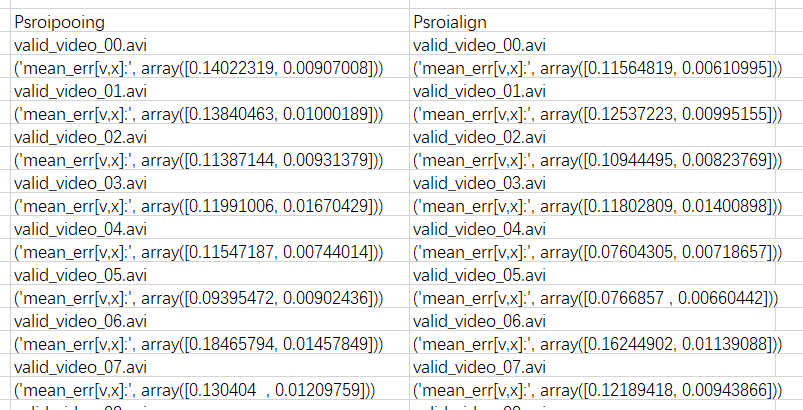 Psroipooing Psroialign
valid_video_00.avi valid_video_00.avi
('mean_err[v,x]:', array([0.14022319, 0.00907008])) ('mean_err[v,x]:', array([0.11564819, 0.00610995]))
valid_video_01.avi valid_video_01.avi
('mean_err[v,x]:', array([0.13840463, 0.01000189])) ('mean_err[v,x]:', array([0.12537223, 0.00995155]))
valid_video_02.avi valid_video_02.avi
('mean_err[v,x]:', array([0.11387144, 0.00931379])) ('mean_err[v,x]:', array([0.10944495, 0.00823769]))
valid_video_03.avi valid_video_03.avi
('mean_err[v,x]:', array([0.11991006, 0.01670429])) ('mean_err[v,x]:', array([0.11802809, 0.01400898]))
valid_video_04.avi valid_video_04.avi
('mean_err[v,x]:', array([0.11547187, 0.00744014])) ('mean_err[v,x]:', array([0.07604305, 0.00718657]))
valid_video_05.avi valid_video_05.avi
('mean_err[v,x]:', array([0.09395472, 0.00902436])) ('mean_err[v,x]:', array([0.0766857 , 0.00660442]))
valid_video_06.avi valid_video_06.avi
('mean_err[v,x]:', array([0.18465794, 0.01457849])) ('mean_err[v,x]:', array([0.16244902, 0.01139088]))
valid_video_07.avi valid_video_07.avi
('mean_err[v,x]:', array([0.130404  , 0.01209759])) ('mean_err[v,x]:', array([0.12189418, 0.00943866]))